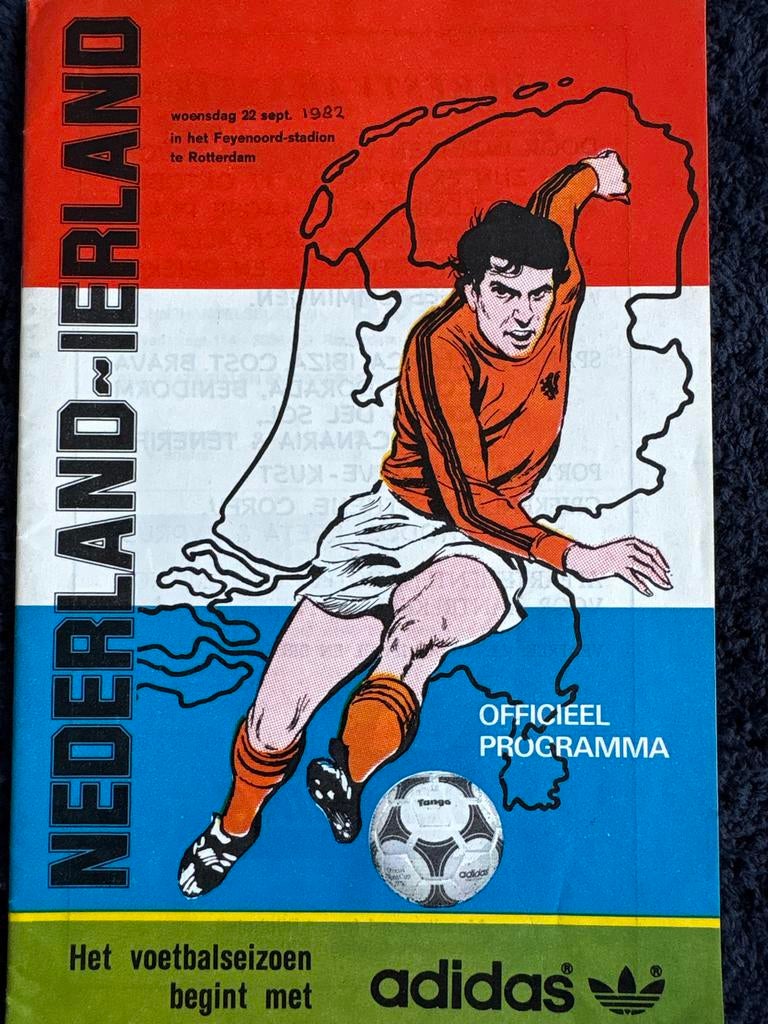 NEDERLAND~IERLAND
woensdag 22 sept. 1982
in het Feyenoord-stadion
te Rotterdam
OFFICIEEL
PROGRAMMA
Tango
adidas
Het voetbalseizoen
begint met
adidas®
®